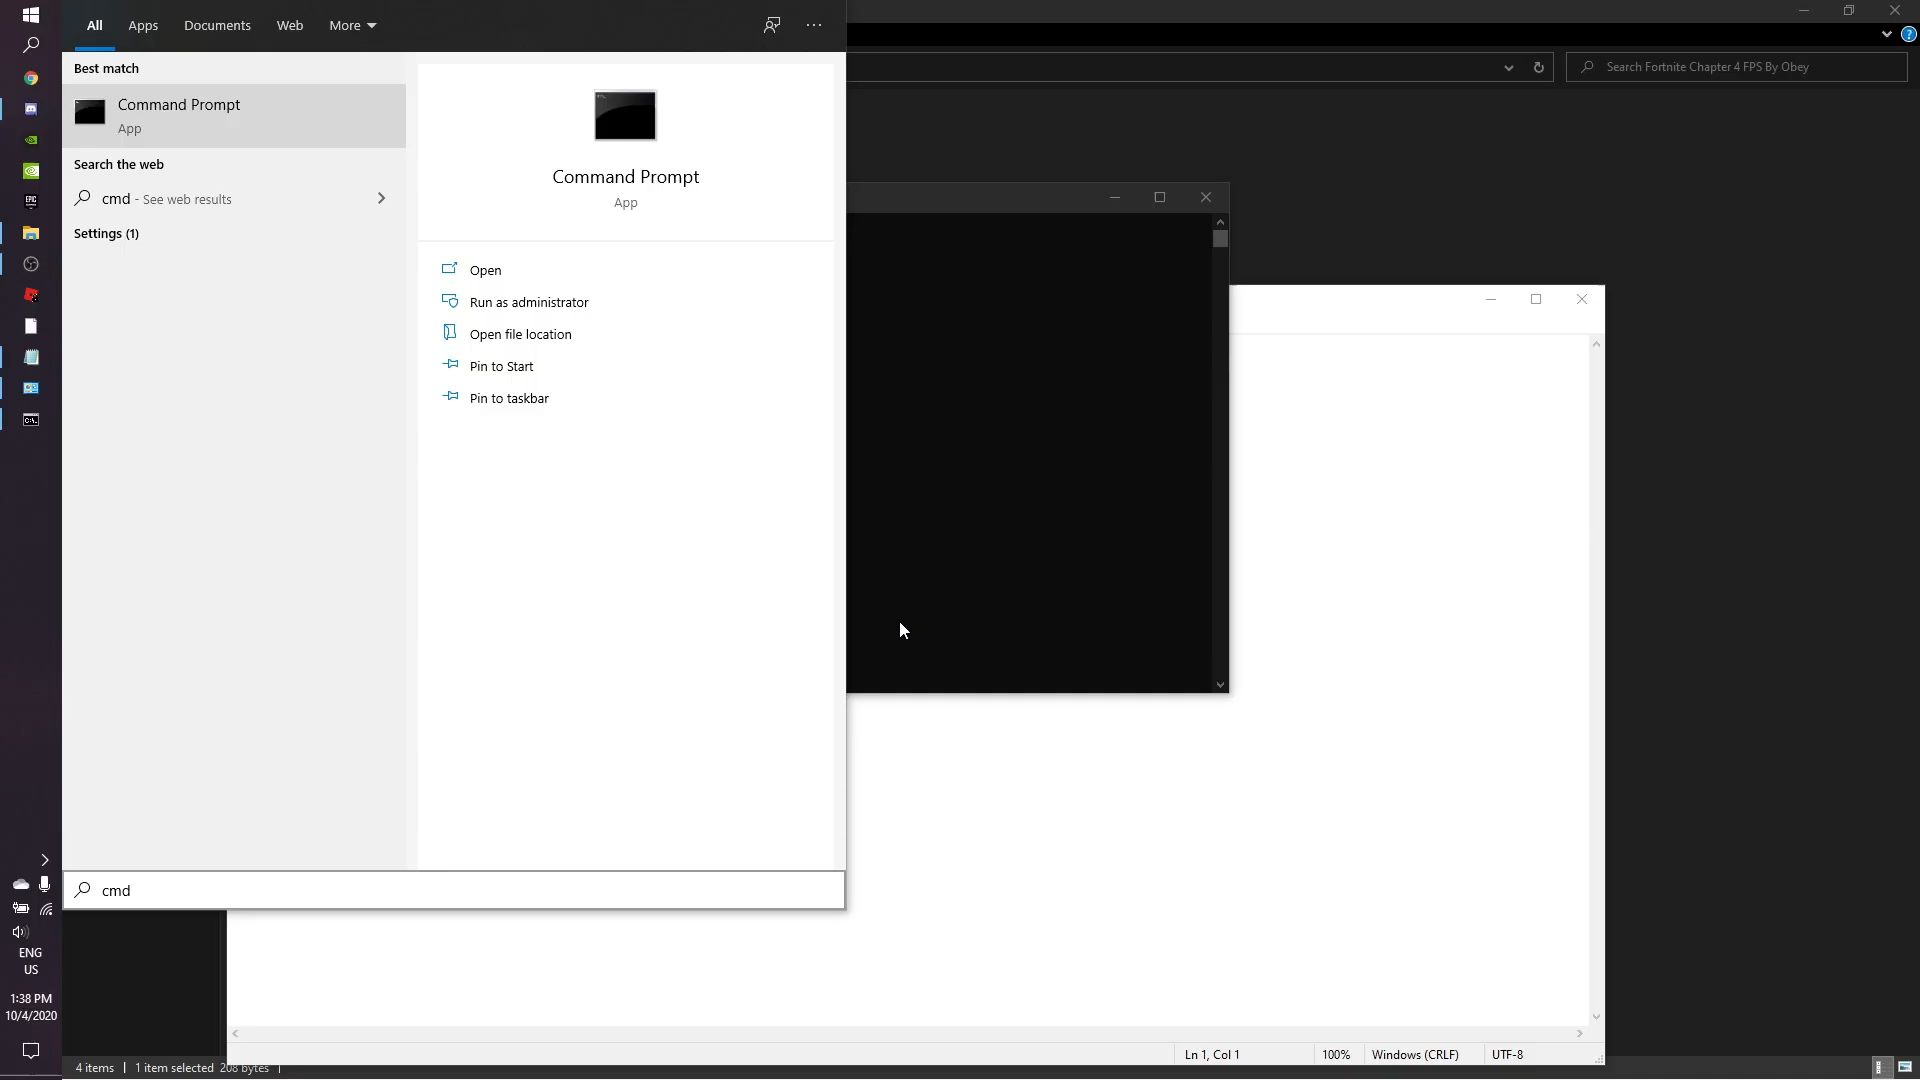 All Apps Documents Web More
Search Fortnite Chapter 4 FPS By Obey
Best match
Command Prompt
App
Search the web
cmd - See web results
Settings (1)
Command Prompt
App
Open
Run as administrator
Open file location
Pin to Start
Pin to taskbar
EPIC
C:\_
cmd
ENG
US
1:38 PM
10/4/2020
Ln 1, Col 1 100% Windows (CRLF) UTF-8
4 items 1 item selected 208 bytes